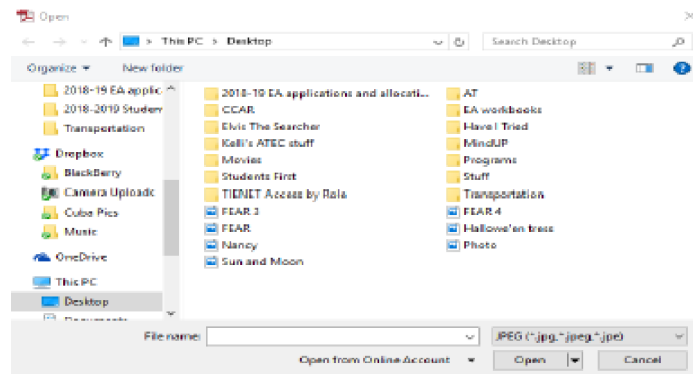 Open
This PC > Desktop
Search Desktop
Organize
New folder
2018-19 EA applic
2018-2019 Studen
Transportation
Dropbox
BlackBerry
Camera Uploads
Cuba Pics
Music
OneDrive
This PC
Desktop
Documents
2018-19 EA applications and allocati...
CCAR
Elvis The Searcher
Kelli's ATEC stuff
Movies
Students First
TIENET Access by Role
FEAR 3
FEAR
Nancy
Sun and Moon
AT
EA workbooks
Have I Tried
MindUP
Programs
Stuff
Transportation
FEAR 4
Hallowe'en tress
Photo
File name:
JPEG (*.jpg,*.jpeg,*.jpe)
Open from Online Account
Open
Cancel